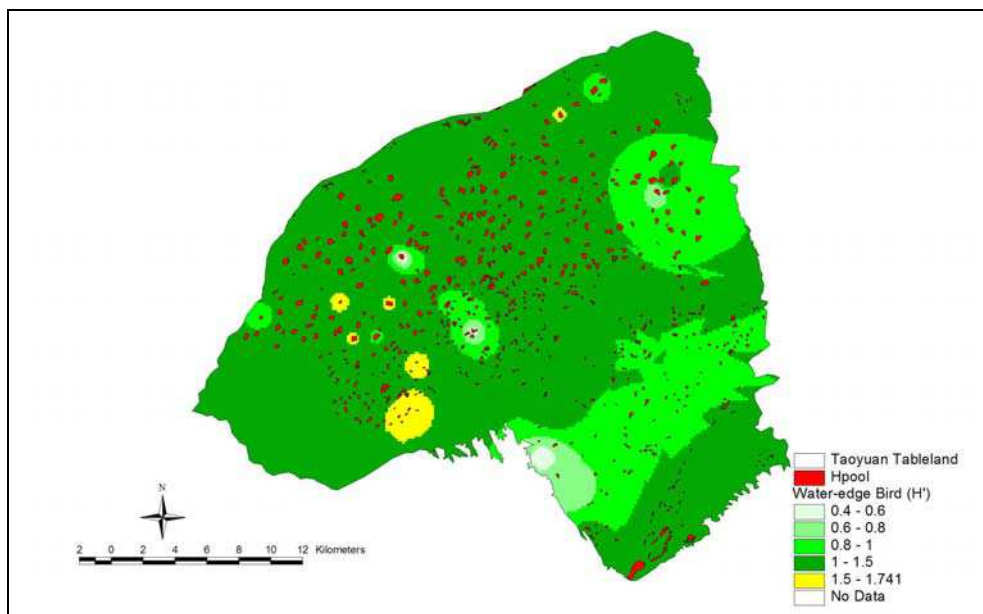 N
2 0 2 4 6 8 10 12 Kilometers
Taoyuan Tableland
Hpool
Water-edge Bird (H')
0.4 - 0.6
0.6 - 0.8
0.8 - 1
1 - 1.5
1.5 - 1.741
No Data